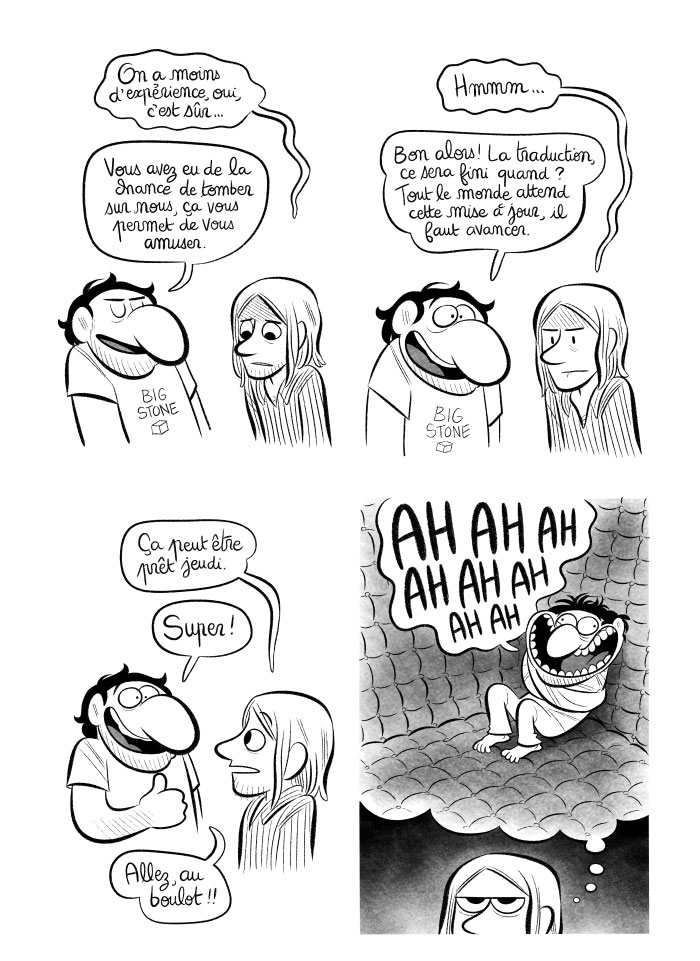 On a moins
d'expérience, oui,
c'est sûr...
Vous avez eu de la
chance de tomber
sur nous, ça vous
permet de vous
amuser.
BIG
STONE
Hmmm...
Bon alors! La traduction,
ce sera fini quand ?
Tout le monde attend
cette mise à jour, il
faut avancer.
BIG
STONE
Ça peut être
prêt jeudi.
Super!
Allez, au
boulot!!
AH AH AH
AH AH AH
AH AH